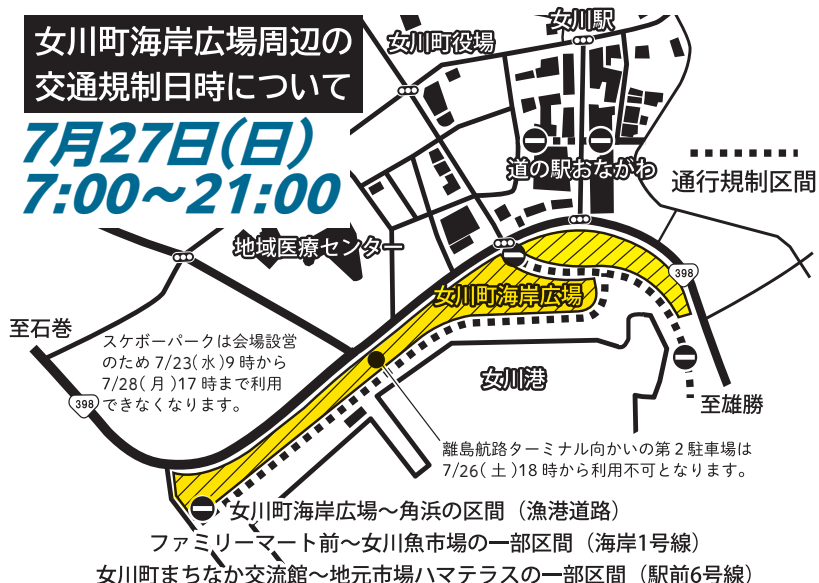 女川町海岸広場周辺の
交通規制日時について
7月27日(日)
7:00〜21:00
女川駅
女川町役場
道の駅おながわ
通行規制区間
地域医療センター
398
女川町海岸広場
至石巻
スケボーパークは会場設営
のため 7/23(水)9 時から
7/28(月)17 時まで利用
できなくなります。
398
女川港
至雄勝
離島航路ターミナル向かいの第2駐車場は
7/26(土)18 時から利用不可となります。
女川町海岸広場〜角浜の区間(漁港道路)
ファミリーマート前〜女川魚市場の一部区間(海岸1号線)
女川町まちなか交流館〜地元市場ハマテラスの一部区間(駅前6号線)